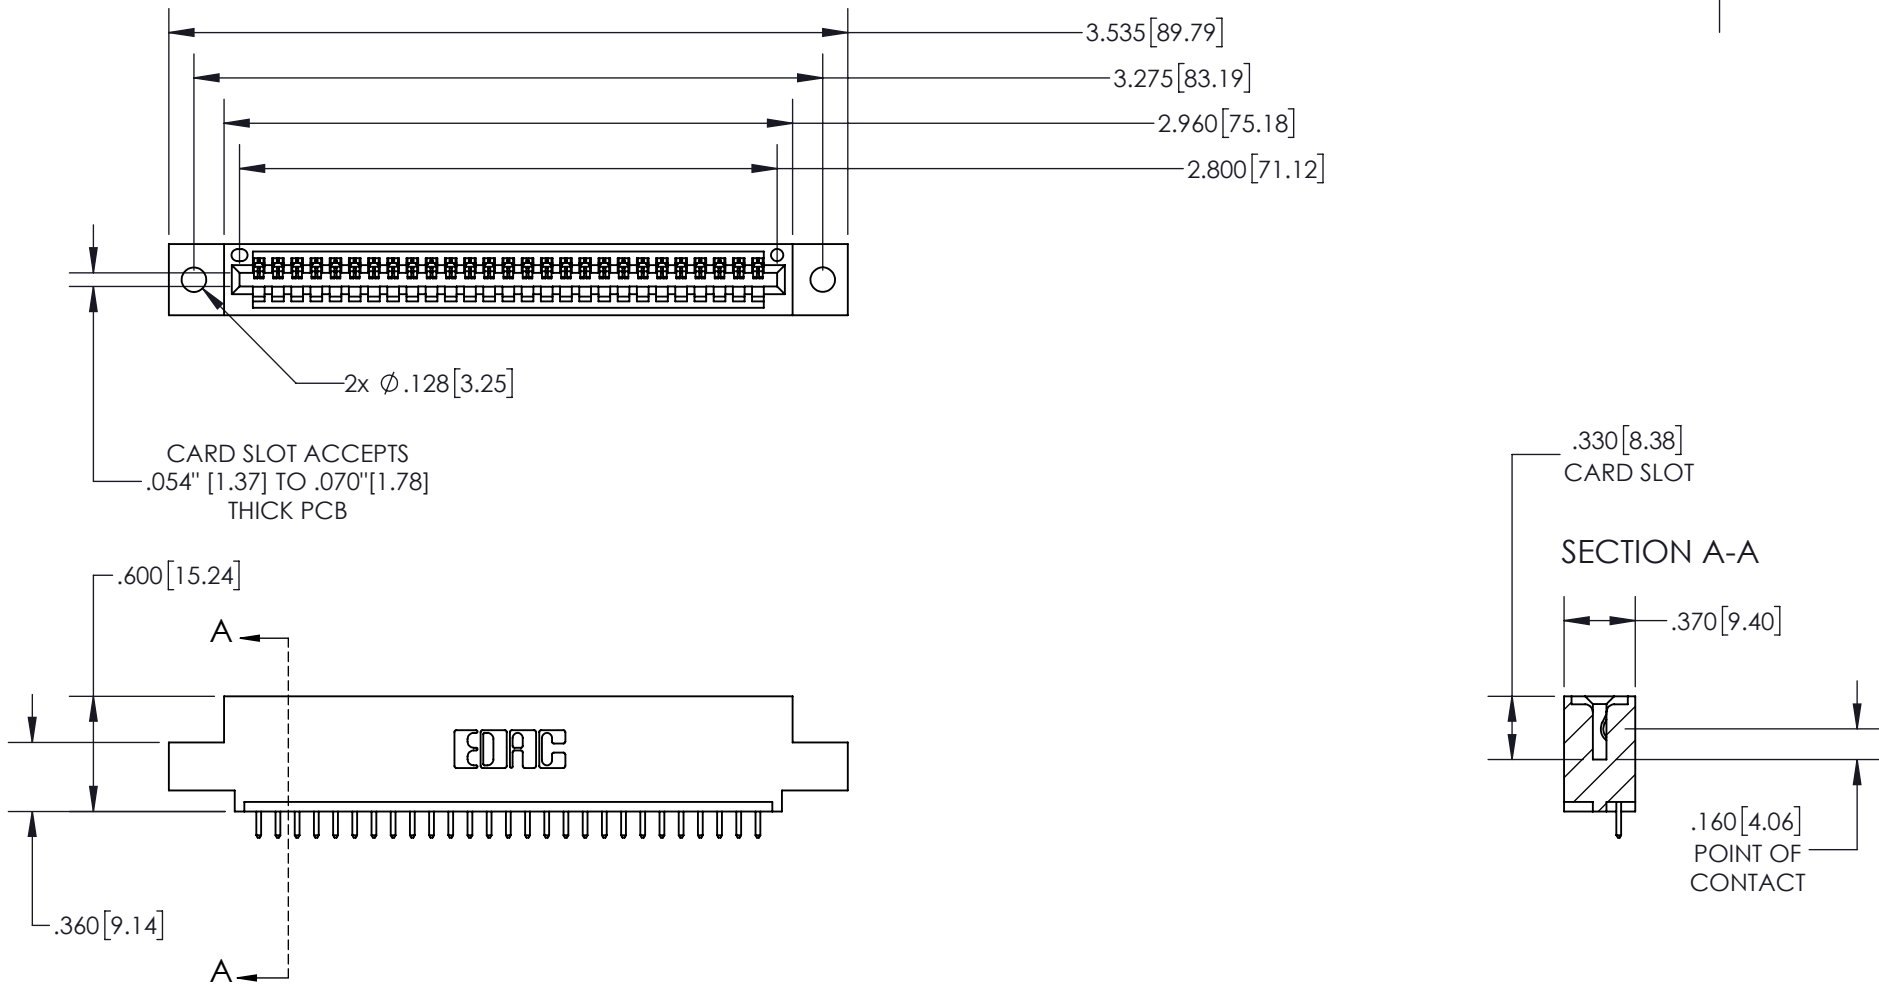 3.535[89.79]
3.275[83.19]
2.960[75.18]
2.800[71.12]
2x Ø.128[3.25]
CARD SLOT ACCEPTS
.054" [1.37] TO .070"[1.78]
THICK PCB
.330[8.38]
CARD SLOT
SECTION A-A
.600[15.24]
.370[9.40]
A
EDAC
.160[4.06]
POINT OF
CONTACT
.360[9.14]
A